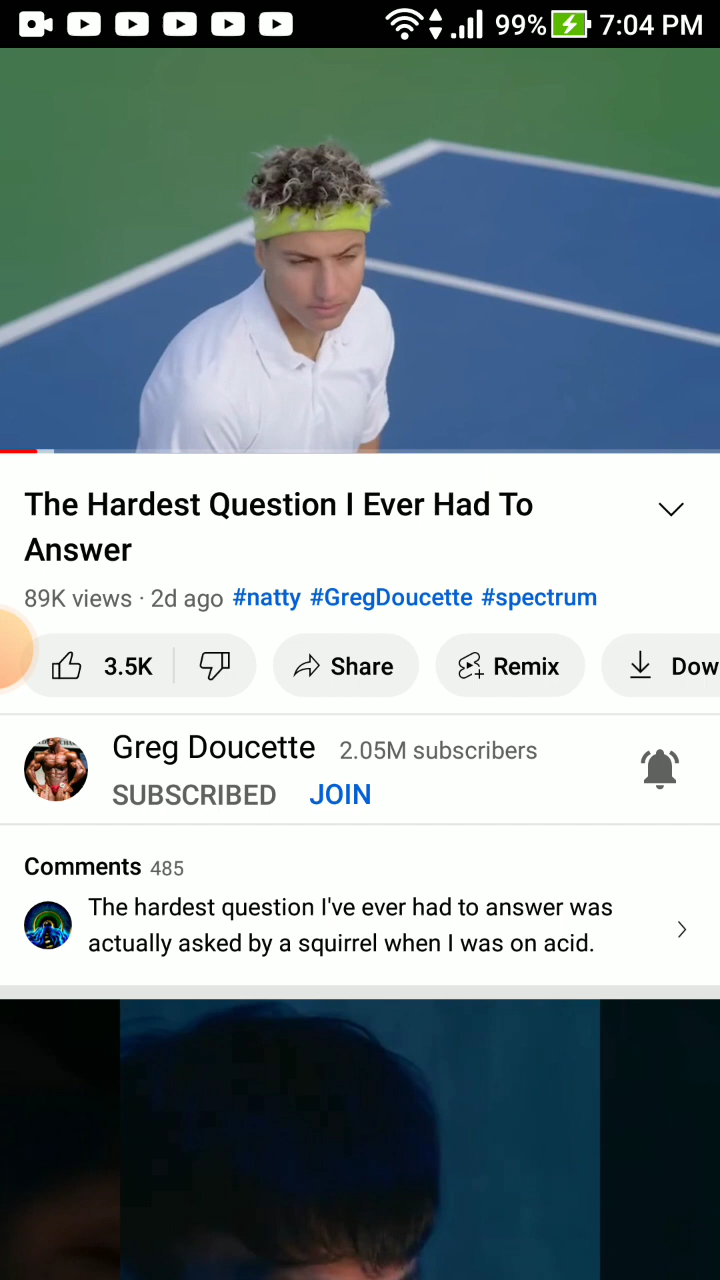 99% 7:04 PM
The Hardest Question I Ever Had To
Answer
89K views · 2d ago #natty #GregDoucette #spectrum
3.5K Share Remix Dow
Greg Doucette 2.05M subscribers
SUBSCRIBED JOIN
Comments 485
The hardest question I've ever had to answer was
actually asked by a squirrel when I was on acid.